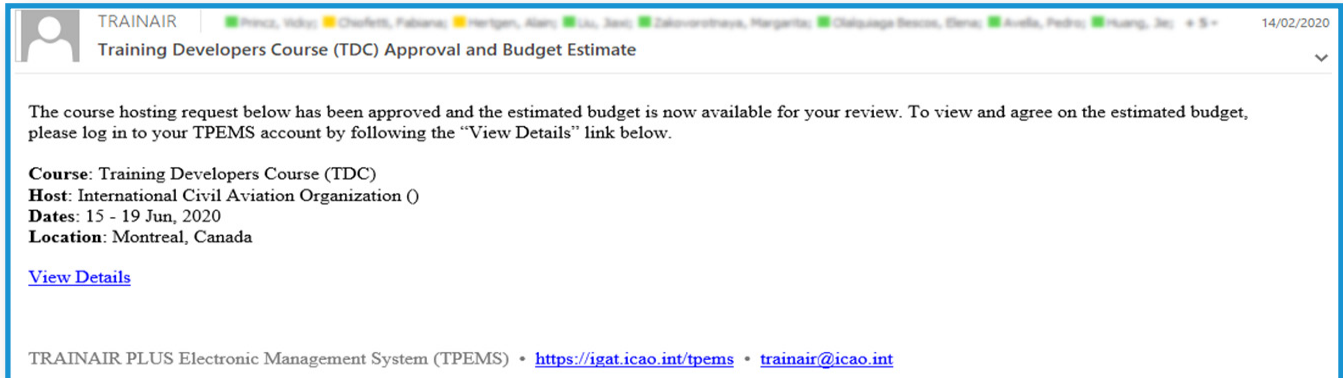 TRAINAIR
14/02/2020
Training Developers Course (TDC) Approval and Budget Estimate
The course hosting request below has been approved and the estimated budget is now available for your review. To view and agree on the estimated budget,
please log in to your TPEMS account by following the “View Details” link below.
Course: Training Developers Course (TDC)
Host: International Civil Aviation Organization ()
Dates: 15 - 19 Jun, 2020
Location: Montreal, Canada
View Details
TRAINAIR PLUS Electronic Management System (TPEMS) • https://igat.icao.int/tpems • trainair@icao.int